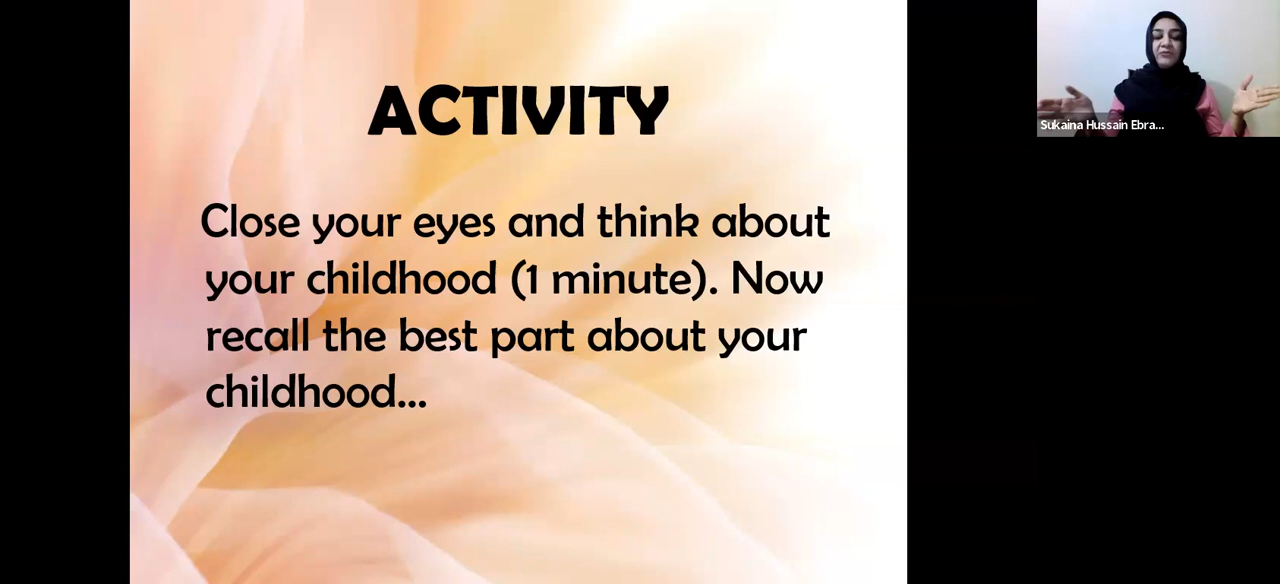 ACTIVITY
Close your eyes and think about
your childhood (1 minute). Now
recall the best part about your
childhood...
Sukaina Hussain Ebra...